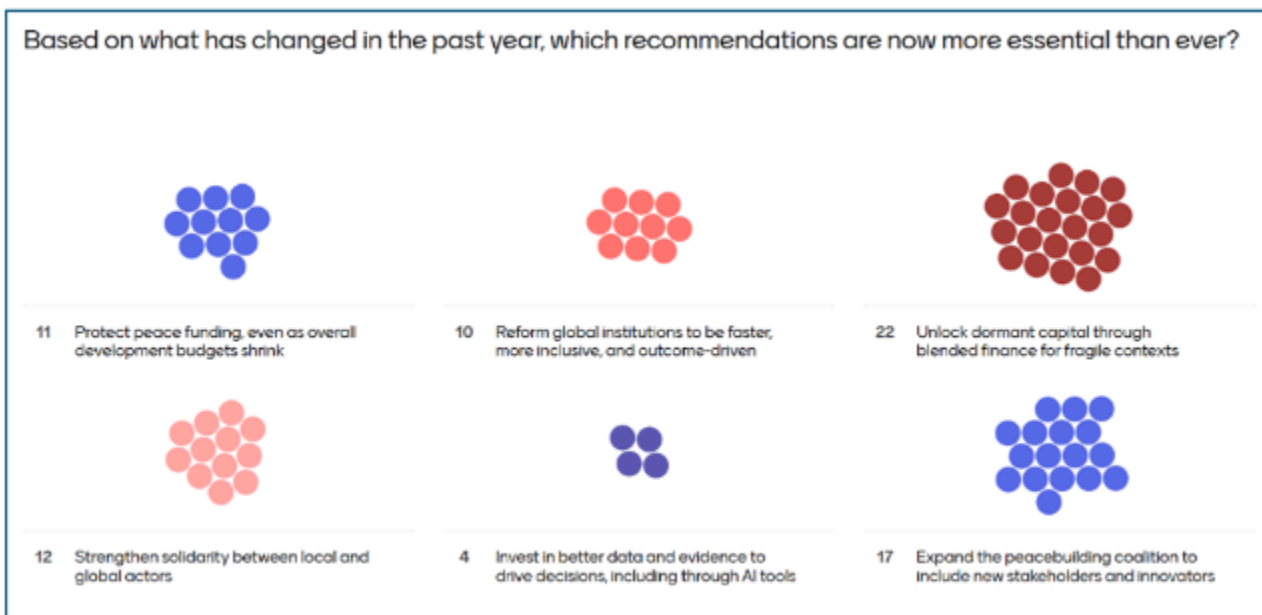 Based on what has changed in the past year, which recommendations are now more essential than ever?
11 Protect peace funding, even as overall
development budgets shrink
10 Reform global institutions to be faster,
more inclusive, and outcome-driven
22 Unlock dormant capital through
blended finance for fragile contexts
12 Strengthen solidarity between local and
global actors
4 Invest in better data and evidence to
drive decisions, including through AI tools
17 Expand the peacebuilding coalition to
include new stakeholders and innovators